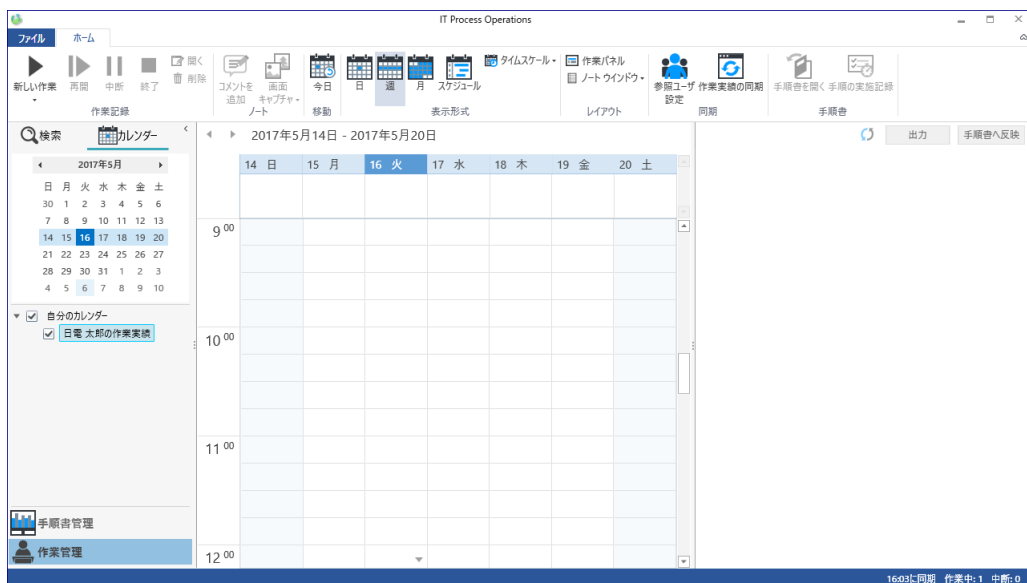 IT Process Operations
ファイル ホーム
新しい作業 再開 中断 終了 開く 削除
コメントを追加 画面キャプチャ
今日 日 週 月 スケジュール タイムスケール
作業パネル
ノート ウインドウ
参照ユーザ設定 作業実績の同期 手順書を開く 手順の実施記録
作業記録 ノート 移動 表示形式 レイアウト 同期 手順書
検索 カレンダー
2017年5月14日 - 2017年5月20日
出力 手順書へ反映
2017年5月
日 月 火 水 木 金 土
30 1 2 3 4 5 6
7 8 9 10 11 12 13
14 15 16 17 18 19 20
21 22 23 24 25 26 27
28 29 30 31 1 2 3
4 5 6 7 8 9 10
自分のカレンダー
日電 太郎の作業実績
手順書管理
作業管理
14 日 15 月 16 火 17 水 18 木 19 金 20 土
9 00
10 00
11 00
12 00
16:03に同期 作業中: 1 中断: 0